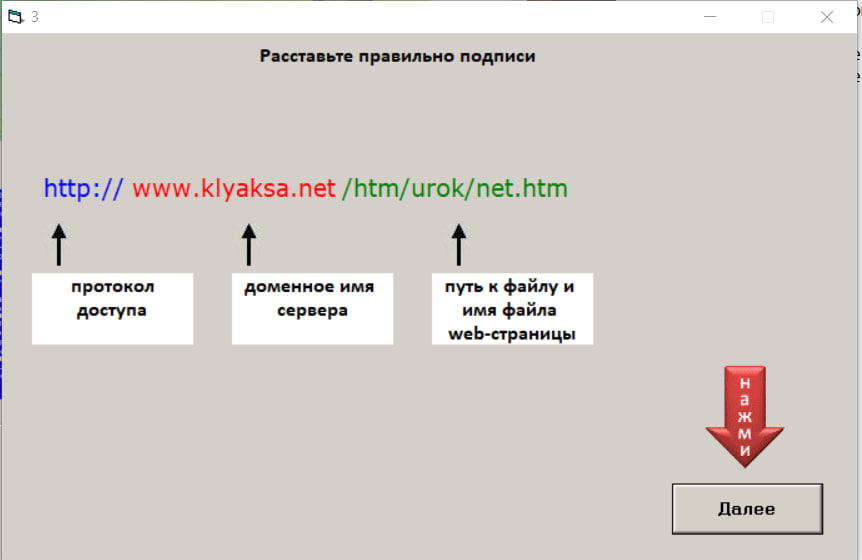 3
Расставьте правильно подписи
http:// www.klyaksa.net /htm/urok/net.htm
протокол
доступа
доменное имя
сервера
путь к файлу и
имя файла
web-страницы
нажми
Далее